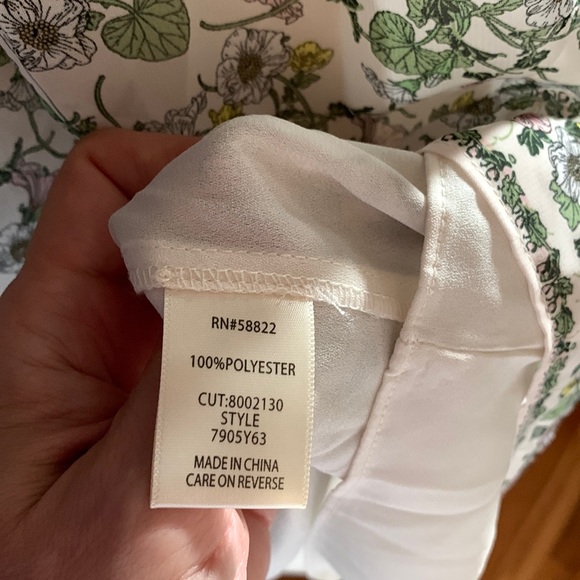 RN#58822
100%POLYESTER
CUT:8002130
STYLE
7905Y63
MADE IN CHINA
CARE ON REVERSE